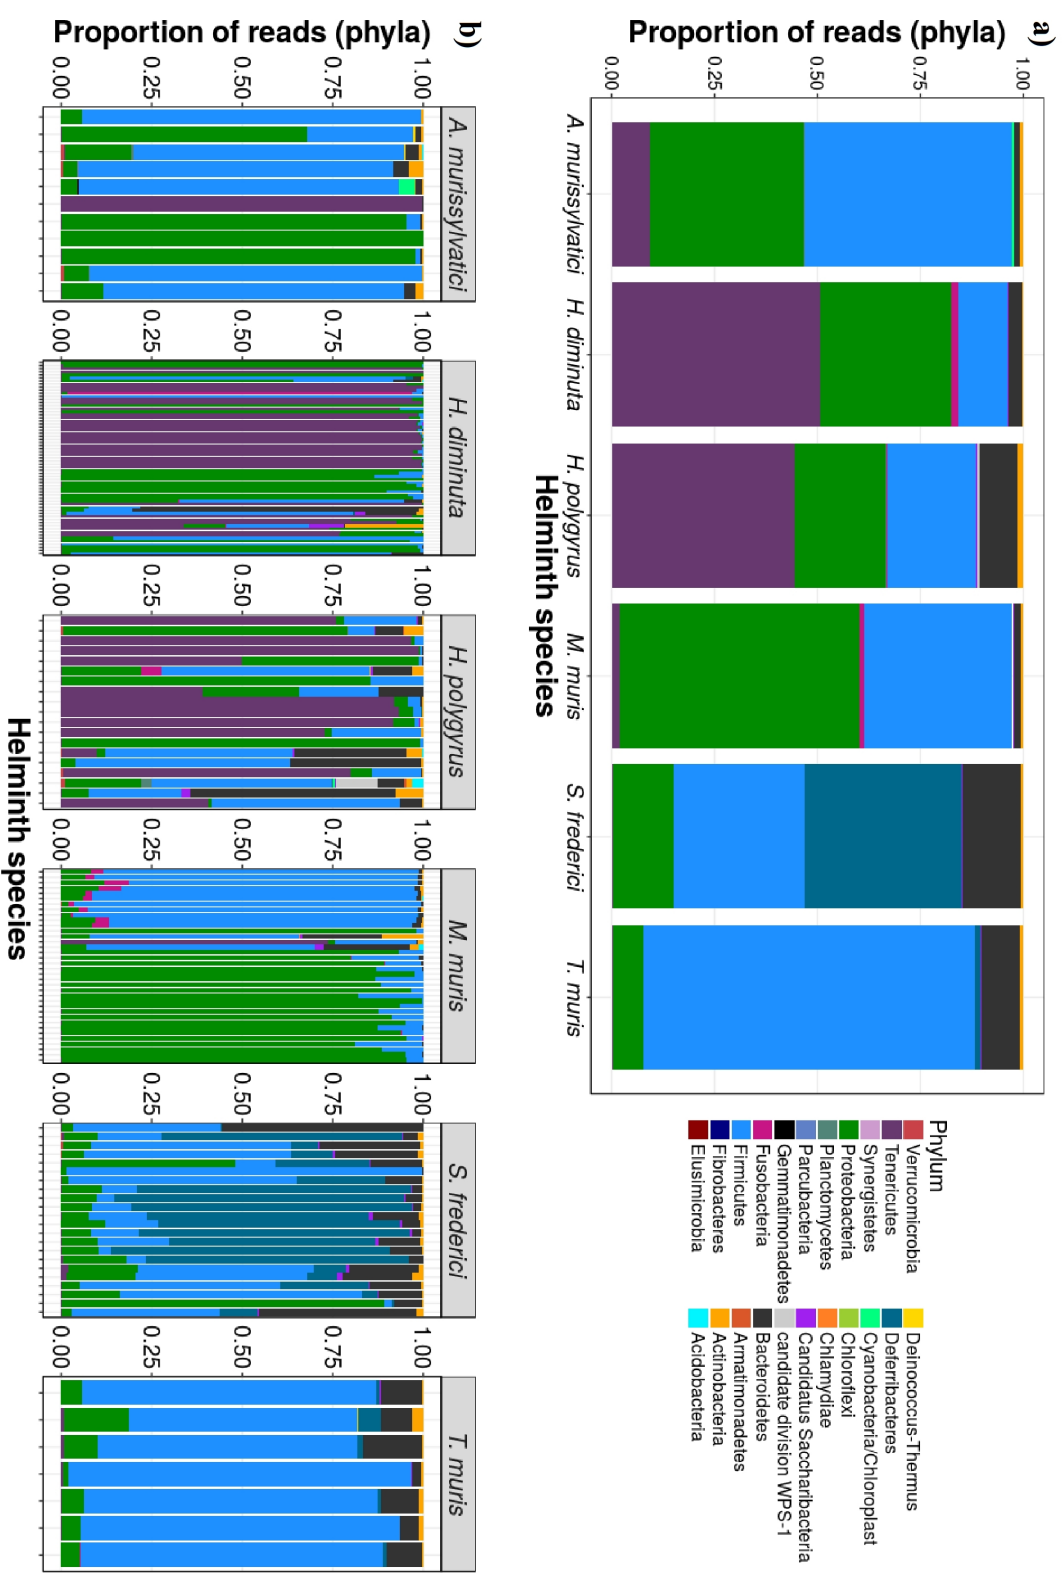 a)
Proportion of reads (phyla)
1.00
0.75
0.50
0.25
0.00
A. murissylvatici
H. diminuta
H. polygyrus
M. muris
S. frederici
T. muris
Helminth species
Phylum
Verrucomicrobia
Tenericutes
Synergistetes
Proteobacteria
Planctomycetes
Parcubacteria
Gemmatimonadetes
Fusobacteria
Firmicutes
Fibrobacteres
Elusimicrobia
Deinococcus-Thermus
Deferribacteres
Cyanobacteria/Chloroplast
Chloroflexi
Chlamydiae
Candidatus Saccharibacteria
candidate division WPS-1
Bacteroidetes
Armatimonadetes
Actinobacteria
Acidobacteria
b)
Proportion of reads (phyla)
A. murissylvatici
1.00
0.75
0.50
0.25
0.00
H. diminuta
1.00
0.75
0.50
0.25
0.00
H. polygyrus
1.00
0.75
0.50
0.25
0.00
M. muris
1.00
0.75
0.50
0.25
0.00
S. frederici
1.00
0.75
0.50
0.25
0.00
T. muris
1.00
0.75
0.50
0.25
0.00
Helminth species